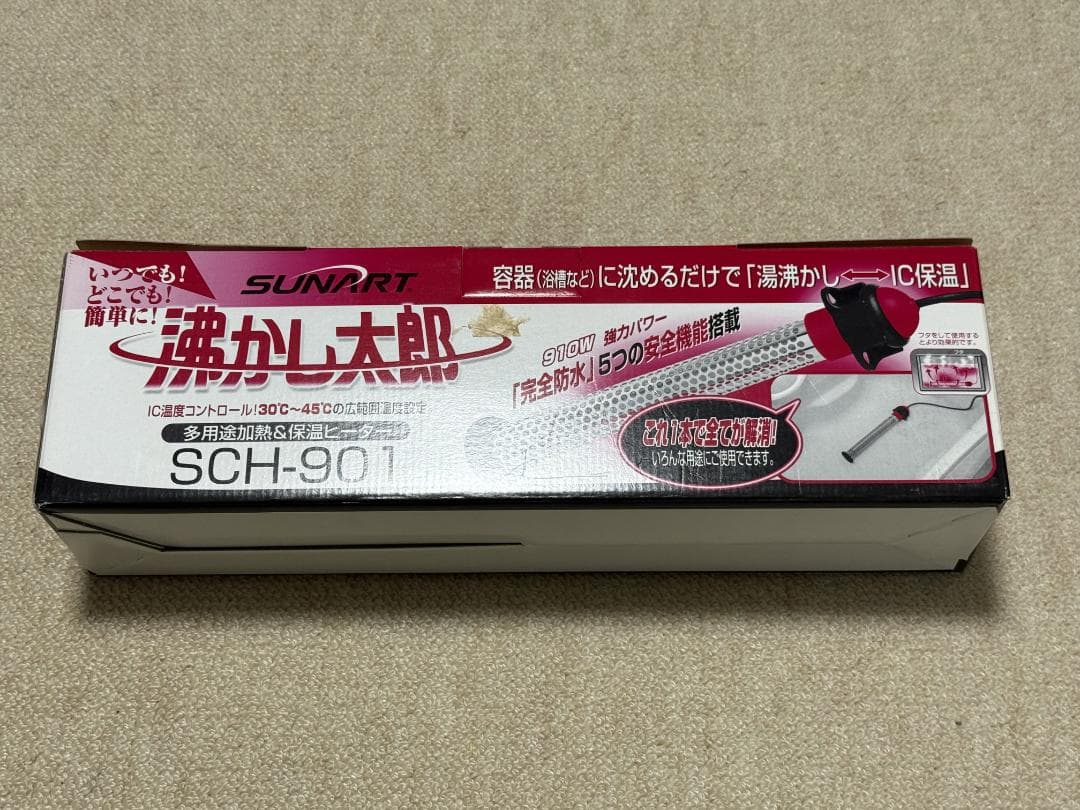 いつでも!
どこでも!
簡単に!
SUNART
沸かし太郎
IC温度コントロール!30℃〜45℃の広範囲温度設定
多用途加熱&保温ヒーター
SCH-901
容器(浴槽など)に沈めるだけで「湯沸かし⟷IC保温」
910W 強力パワー
「完全防水」5つの安全機能搭載
フタをして使用する
とより効果的です。
フタ
これ1本で全てが解消!
いろんな用途にご使用できます。